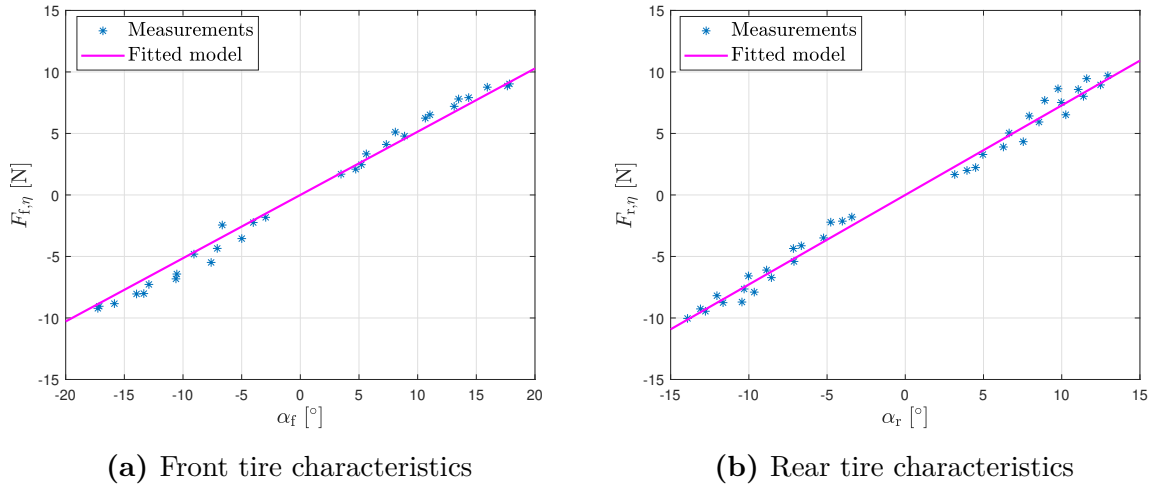 15
10
5
0
-5
-10
-15
F_{f,η} [N]
Measurements
Fitted model
-20 -15 -10 -5 0 5 10 15 20
α_f [°]
(a) Front tire characteristics
15
10
5
0
-5
-10
-15
F_{r,η} [N]
Measurements
Fitted model
-15 -10 -5 0 5 10 15
α_r [°]
(b) Rear tire characteristics